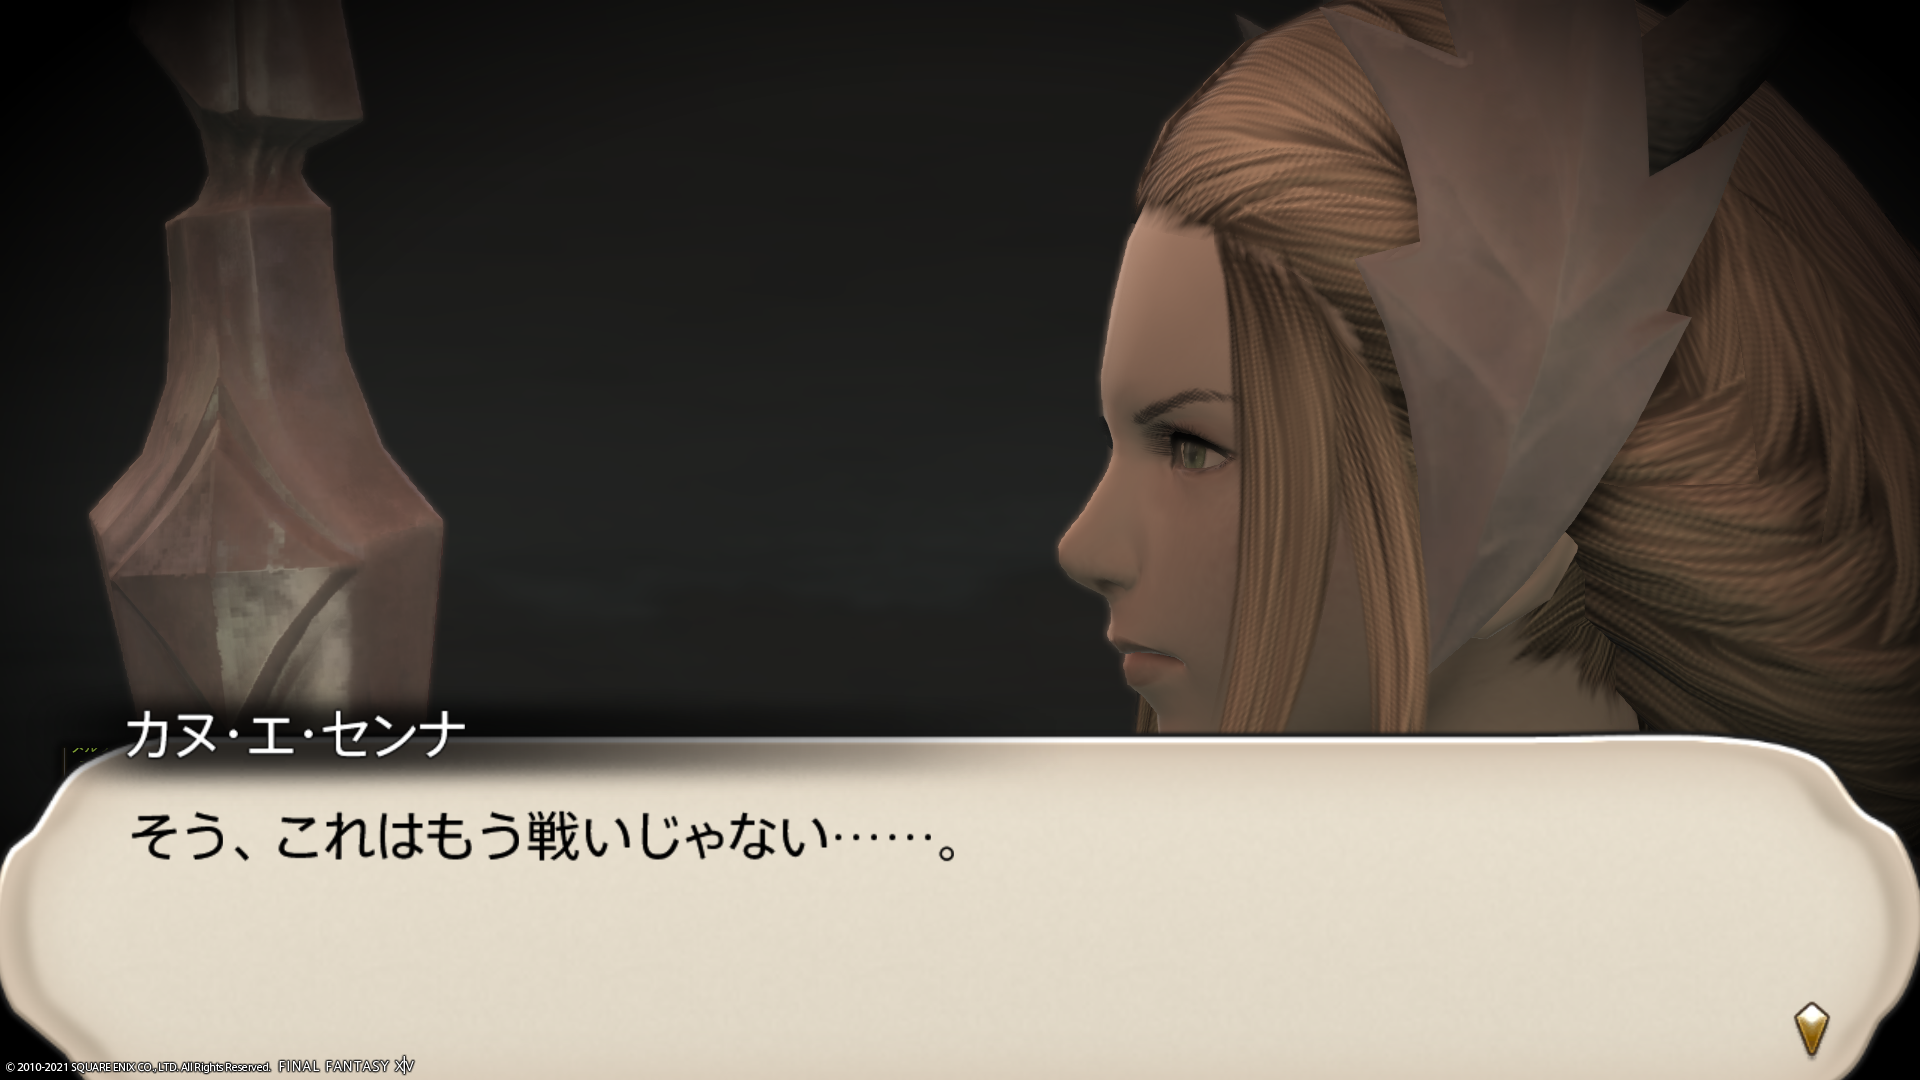 カヌ・エ・センナ
そう、これはもう戦いじゃない……。
© 2010-2021 SQUARE ENIX CO., LTD. All Rights Reserved. FINAL FANTASY XIV